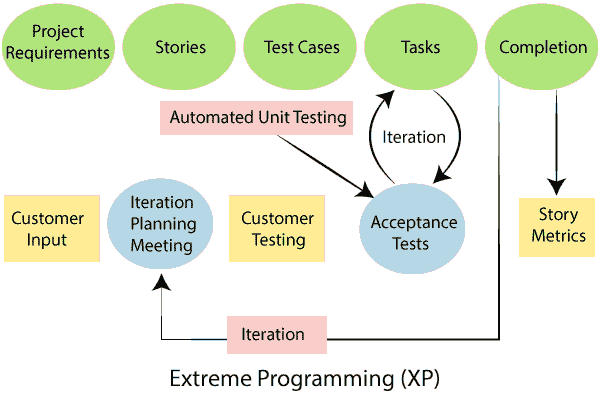 Project
Requirements
Stories
Test Cases
Tasks
Completion
Automated Unit Testing
Iteration
Customer
Input
Iteration
Planning
Meeting
Customer
Testing
Acceptance
Tests
Story
Metrics
Iteration
Extreme Programming (XP)